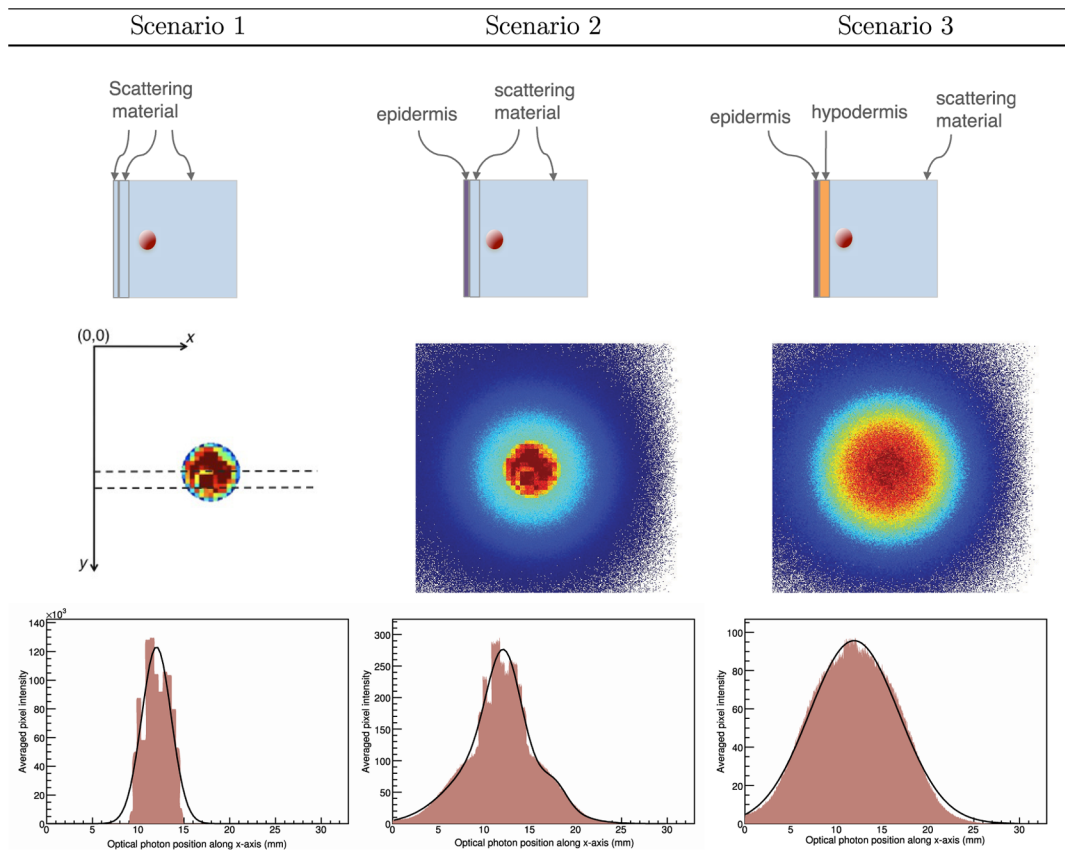 Scenario 1 Scenario 2 Scenario 3
Scattering
material
epidermis
scattering
material
epidermis
hypodermis
scattering
material
(0,0)
x
y
×10³
140
120
100
80
60
40
20
0
Averaged pixel intensity
0 5 10 15 20 25 30
Optical photon position along x-axis (mm)
300
250
200
150
100
50
0
Averaged pixel intensity
0 5 10 15 20 25 30
Optical photon position along x-axis (mm)
100
80
60
40
20
0
Averaged pixel intensity
0 5 10 15 20 25 30
Optical photon position along x-axis (mm)